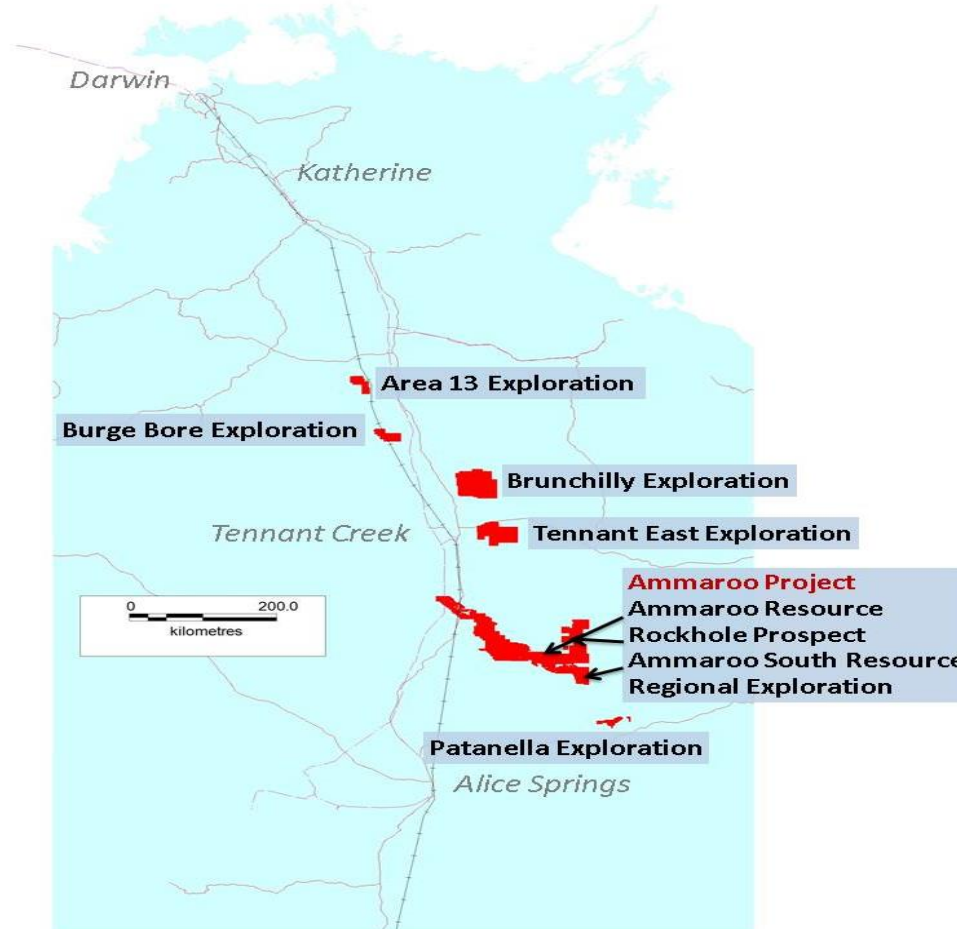 Darwin
Katherine
Area 13 Exploration
Burge Bore Exploration
Brunchilly Exploration
Tennant Creek
Tennant East Exploration
Ammaroo Project
Ammaroo Resource
Rockhole Prospect
Ammaroo South Resource
Regional Exploration
0 200.0
kilometres
Patanella Exploration
Alice Springs